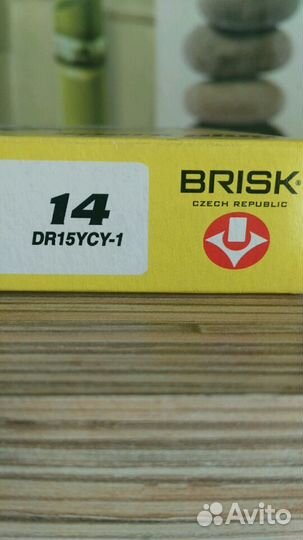 14
DR15YCY-1
BRISK®
CZECH REPUBLIC
Avito